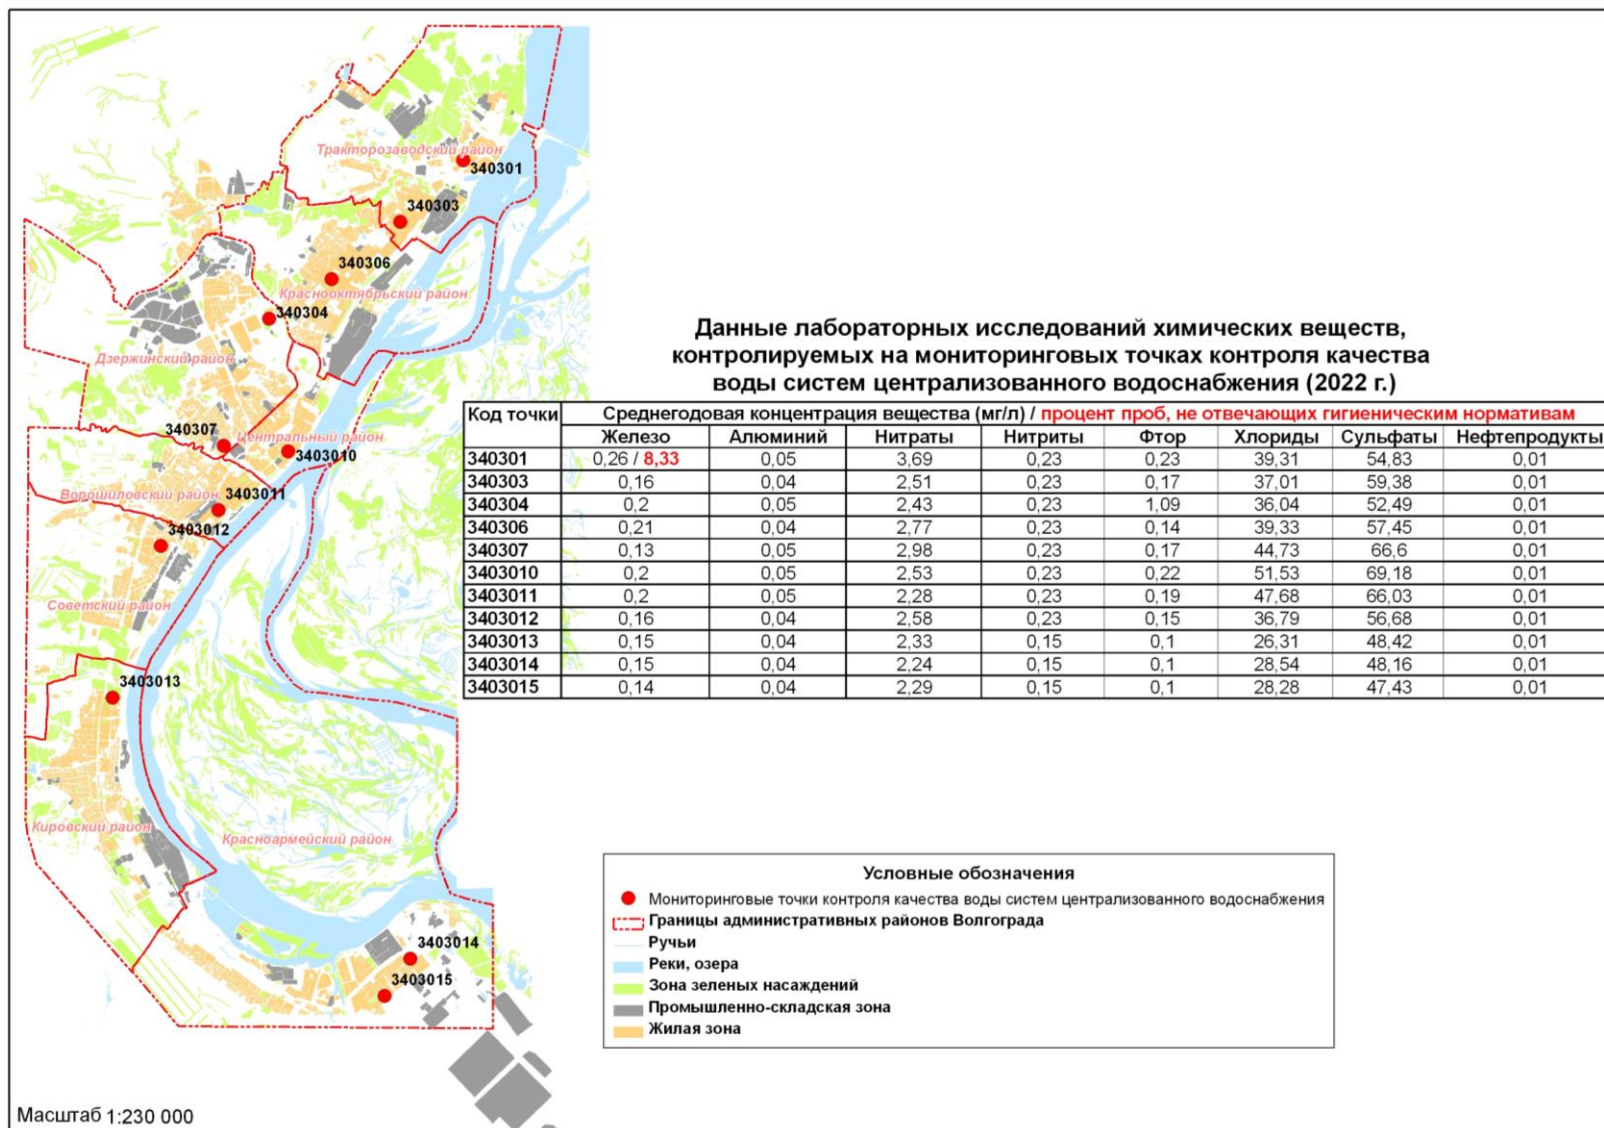 Тракторозаводский район
340301
340303
340306
Краснооктябрьский район
340304
Дзержинский район
340307
Центральный район
3403010
Ворошиловский район
3403011
3403012
Советский район
3403013
Кировский район
Красноармейский район
3403014
3403015
Масштаб 1:230 000
Данные лабораторных исследований химических веществ,
контролируемых на мониторинговых точках контроля качества
воды систем централизованного водоснабжения (2022 г.)
Код точки Среднегодовая концентрация вещества (мг/л) / процент проб, не отвечающих гигиеническим нормативам
Железо Алюминий Нитраты Нитриты Фтор Хлориды Сульфаты Нефтепродукты
340301 0,26 / 8,33 0,05 3,69 0,23 0,23 39,31 54,83 0,01
340303 0,16 0,04 2,51 0,23 0,17 37,01 59,38 0,01
340304 0,2 0,05 2,43 0,23 1,09 36,04 52,49 0,01
340306 0,21 0,04 2,77 0,23 0,14 39,33 57,45 0,01
340307 0,13 0,05 2,98 0,23 0,17 44,73 66,6 0,01
3403010 0,2 0,05 2,53 0,23 0,22 51,53 69,18 0,01
3403011 0,2 0,05 2,28 0,23 0,19 47,68 66,03 0,01
3403012 0,16 0,04 2,58 0,23 0,15 36,79 56,68 0,01
3403013 0,15 0,04 2,33 0,15 0,1 26,31 48,42 0,01
3403014 0,15 0,04 2,24 0,15 0,1 28,54 48,16 0,01
3403015 0,14 0,04 2,29 0,15 0,1 28,28 47,43 0,01
Условные обозначения
Мониторинговые точки контроля качества воды систем централизованного водоснабжения
Границы административных районов Волгограда
Ручьи
Реки, озера
Зона зеленых насаждений
Промышленно-складская зона
Жилая зона